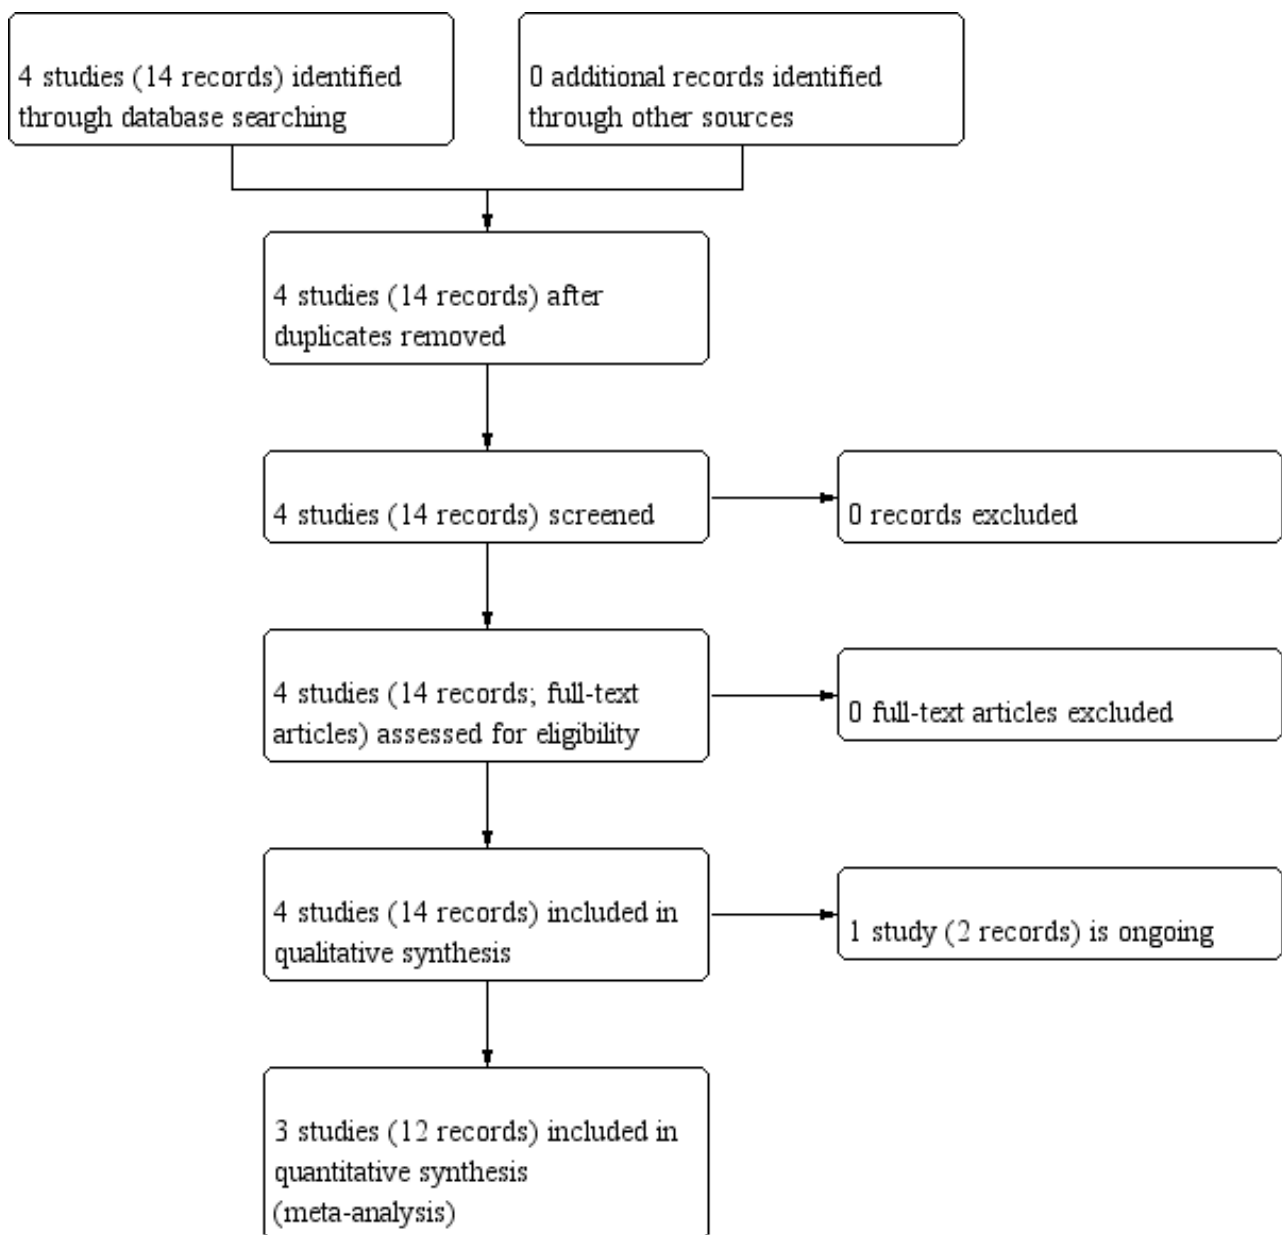 4 studies (14 records) identified
through database searching
0 additional records identified
through other sources
4 studies (14 records) after
duplicates removed
4 studies (14 records) screened
0 records excluded
4 studies (14 records; full-text
articles) assessed for eligibility
0 full-text articles excluded
4 studies (14 records) included in
qualitative synthesis
1 study (2 records) is ongoing
3 studies (12 records) included in
quantitative synthesis
(meta-analysis)